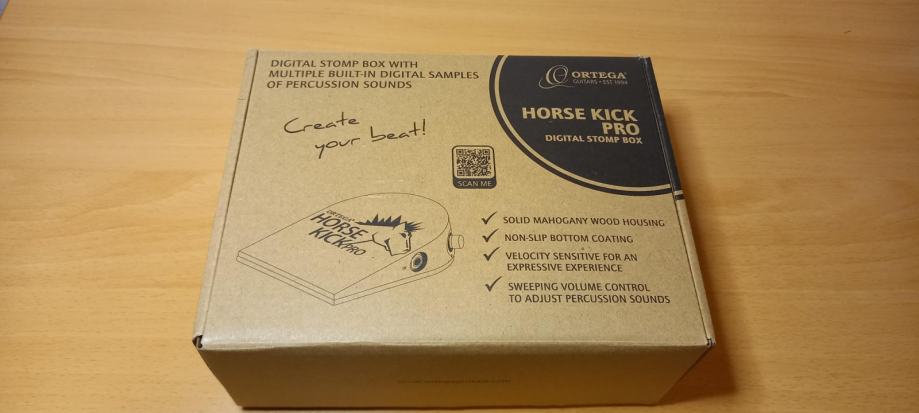 DIGITAL STOMP BOX WITH
MULTIPLE BUILT-IN DIGITAL SAMPLES
OF PERCUSSION SOUNDS
Create
your beat!
ORTEGA
GUITARS • EST 1994
HORSE KICK
PRO
DIGITAL STOMP BOX
SCAN ME
ORTEGA
HORSE
KICK PRO
SOLID MAHOGANY WOOD HOUSING
NON-SLIP BOTTOM COATING
VELOCITY SENSITIVE FOR AN
EXPRESSIVE EXPERIENCE
SWEEPING VOLUME CONTROL
TO ADJUST PERCUSSION SOUNDS